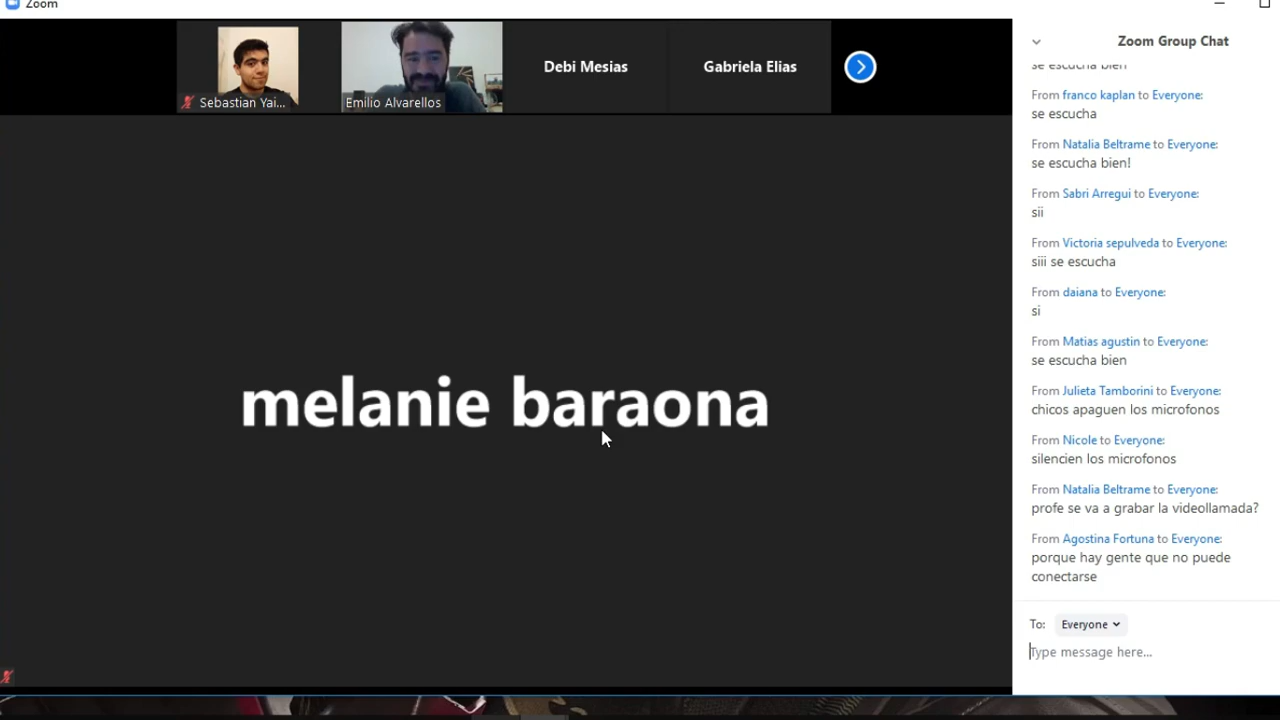 Zoom
Sebastian Yai...
Emilio Alvarellos
Debi Mesias
Gabriela Elias
melanie baraona
Zoom Group Chat
se escucha bien
From franco kaplan to Everyone:
se escucha
From Natalia Beltrame to Everyone:
se escucha bien!
From Sabri Arregui to Everyone:
sii
From Victoria sepulveda to Everyone:
siii se escucha
From daiana to Everyone:
si
From Matias agustin to Everyone:
se escucha bien
From Julieta Tamborini to Everyone:
chicos apaguen los microfonos
From Nicole to Everyone:
silencien los microfonos
From Natalia Beltrame to Everyone:
profe se va a grabar la videollamada?
From Agostina Fortuna to Everyone:
porque hay gente que no puede
conectarse
To: Everyone
Type message here...